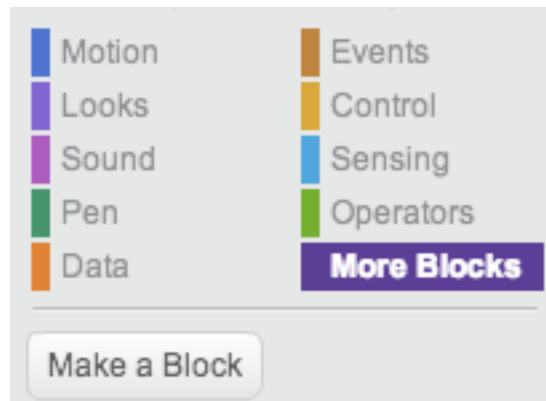 Motion
Events
Looks
Control
Sound
Sensing
Pen
Operators
Data
More Blocks
Make a Block